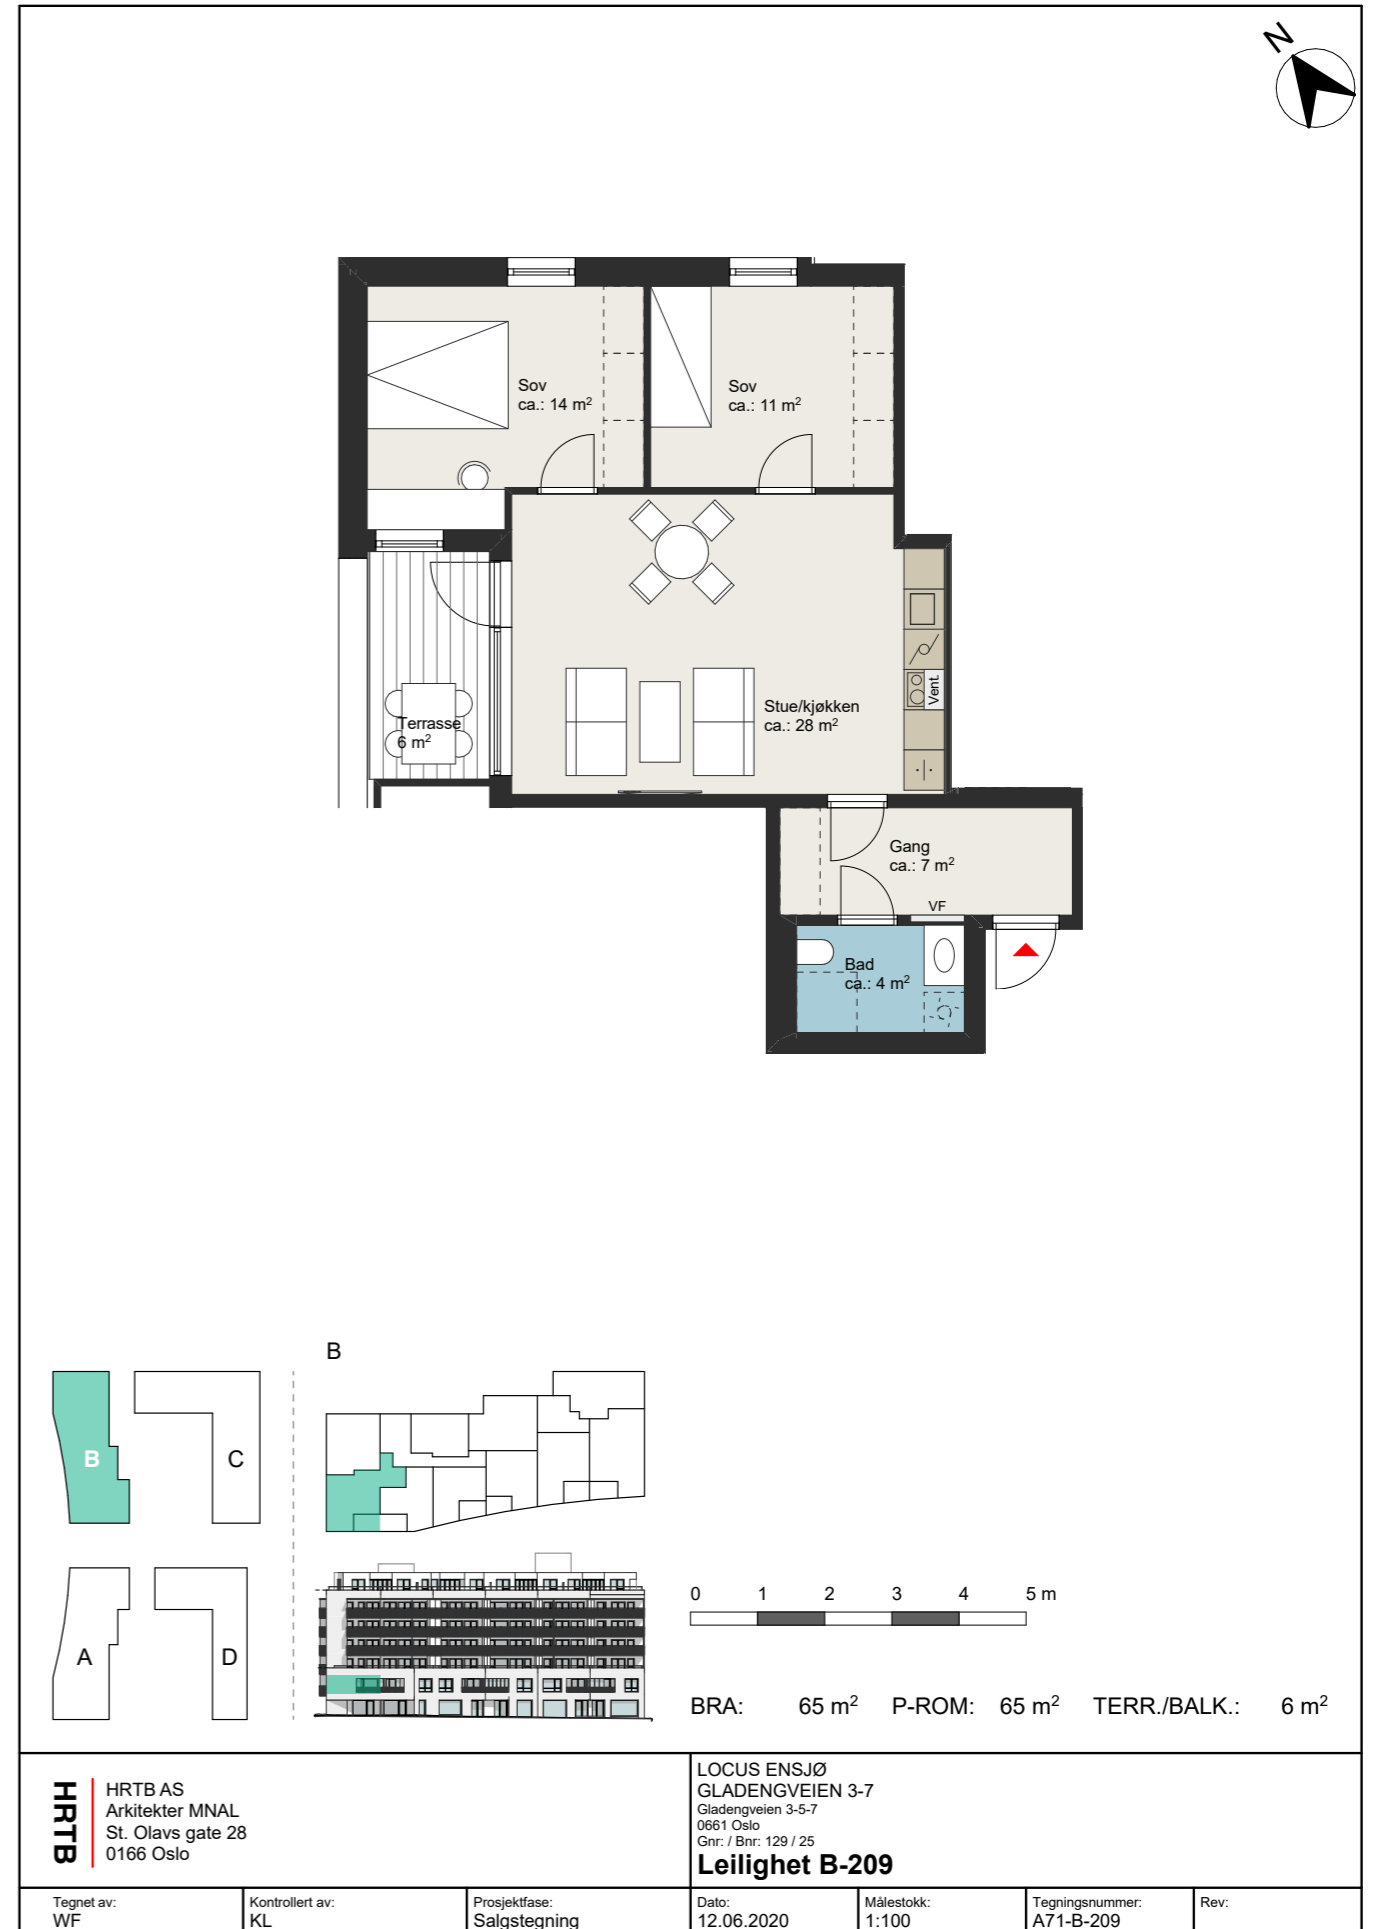 N
Sov
ca.: 14 m²
Sov
ca.: 11 m²
Stue/kjøkken
ca.: 28 m²
Vent.
Terrasse
6 m²
Gang
ca.: 7 m²
VF
Bad
ca.: 4 m²
B
B
C
A
D
0 1 2 3 4 5 m
BRA: 65 m² P-ROM: 65 m² TERR./BALK.: 6 m²
HRTB
HRTB AS
Arkitekter MNAL
St. Olavs gate 28
0166 Oslo
LOCUS ENSJØ
GLADENGVEIEN 3-7
Gladengveien 3-5-7
0661 Oslo
Gnr: / Bnr: 129 / 25
Leilighet B-209
Tegnet av:
WF
Kontrollert av:
KL
Prosjektfase:
Salgstegning
Dato:
12.06.2020
Målestokk:
1:100
Tegningsnummer:
A71-B-209
Rev: